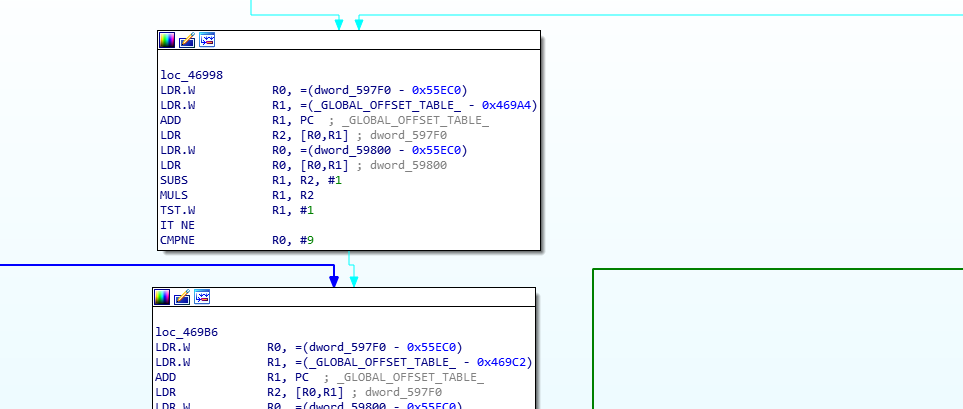 loc_46998
LDR.W R0, =(dword_597F0 - 0x55EC0)
LDR.W R1, =(_GLOBAL_OFFSET_TABLE_ - 0x469A4)
ADD R1, PC ; _GLOBAL_OFFSET_TABLE_
LDR R2, [R0,R1] ; dword_597F0
LDR.W R0, =(dword_59800 - 0x55EC0)
LDR R0, [R0,R1] ; dword_59800
SUBS R1, R2, #1
MULS R1, R2
TST.W R1, #1
IT NE
CMPNE R0, #9
loc_469B6
LDR.W R0, =(dword_597F0 - 0x55EC0)
LDR.W R1, =(_GLOBAL_OFFSET_TABLE_ - 0x469C2)
ADD R1, PC ; _GLOBAL_OFFSET_TABLE_
LDR R2, [R0,R1] ; dword_597F0
LDR.W R0, =(dword_59800 - 0x55EC0)